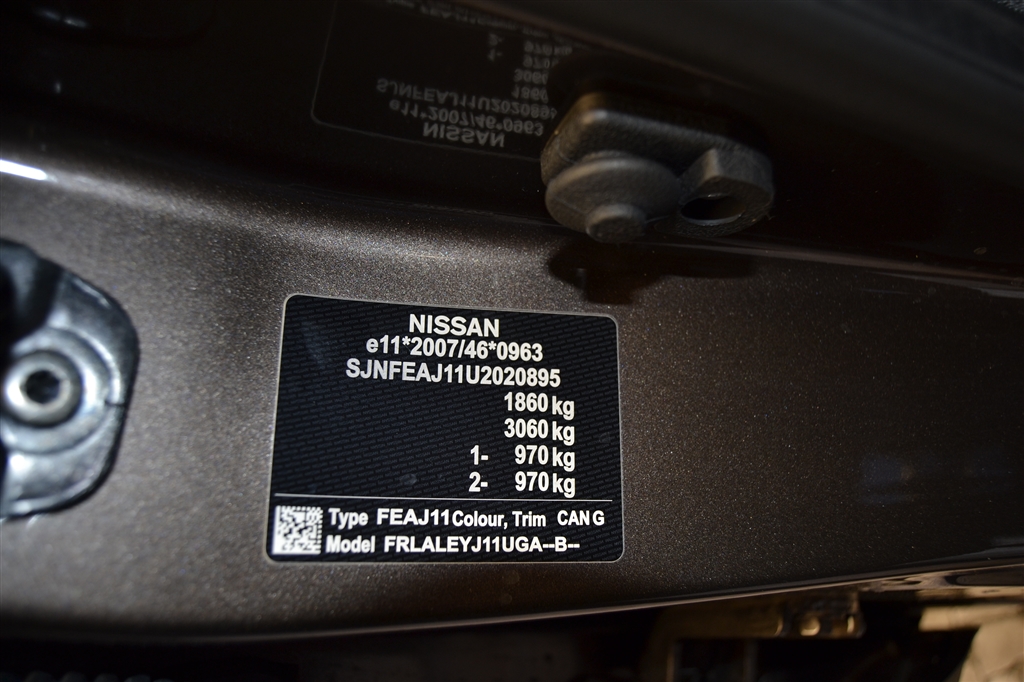 NISSAN
e11*2007/46*0963
SJNFEAJ11U2020895
1860 kg
3060 kg
1- 970 kg
2- 970 kg
Type FEAJ11 Colour, Trim CAN G
Model FRLALEYJ11UGA--B--